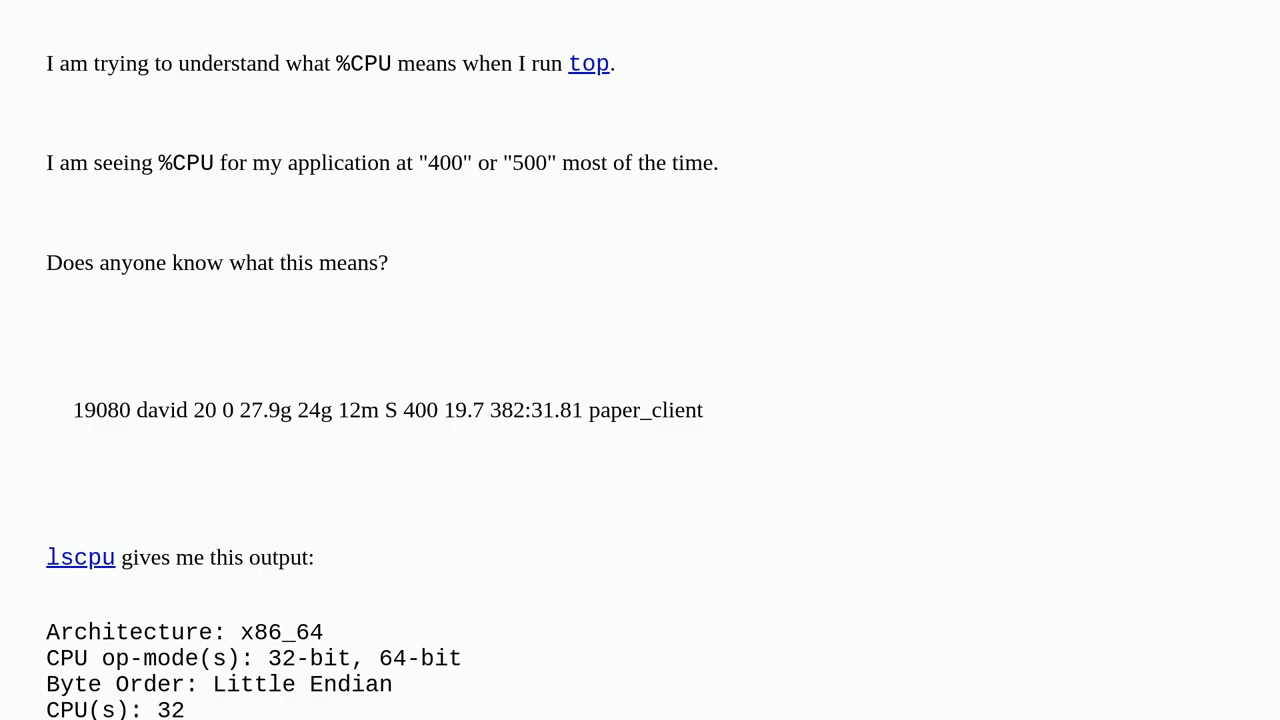 I am trying to understand what %CPU means when I run top.
I am seeing %CPU for my application at "400" or "500" most of the time.
Does anyone know what this means?
19080 david 20 0 27.9g 24g 12m S 400 19.7 382:31.81 paper_client
lscpu gives me this output:
Architecture: x86_64
CPU op-mode(s): 32-bit, 64-bit
Byte Order: Little Endian
CPU(s): 32